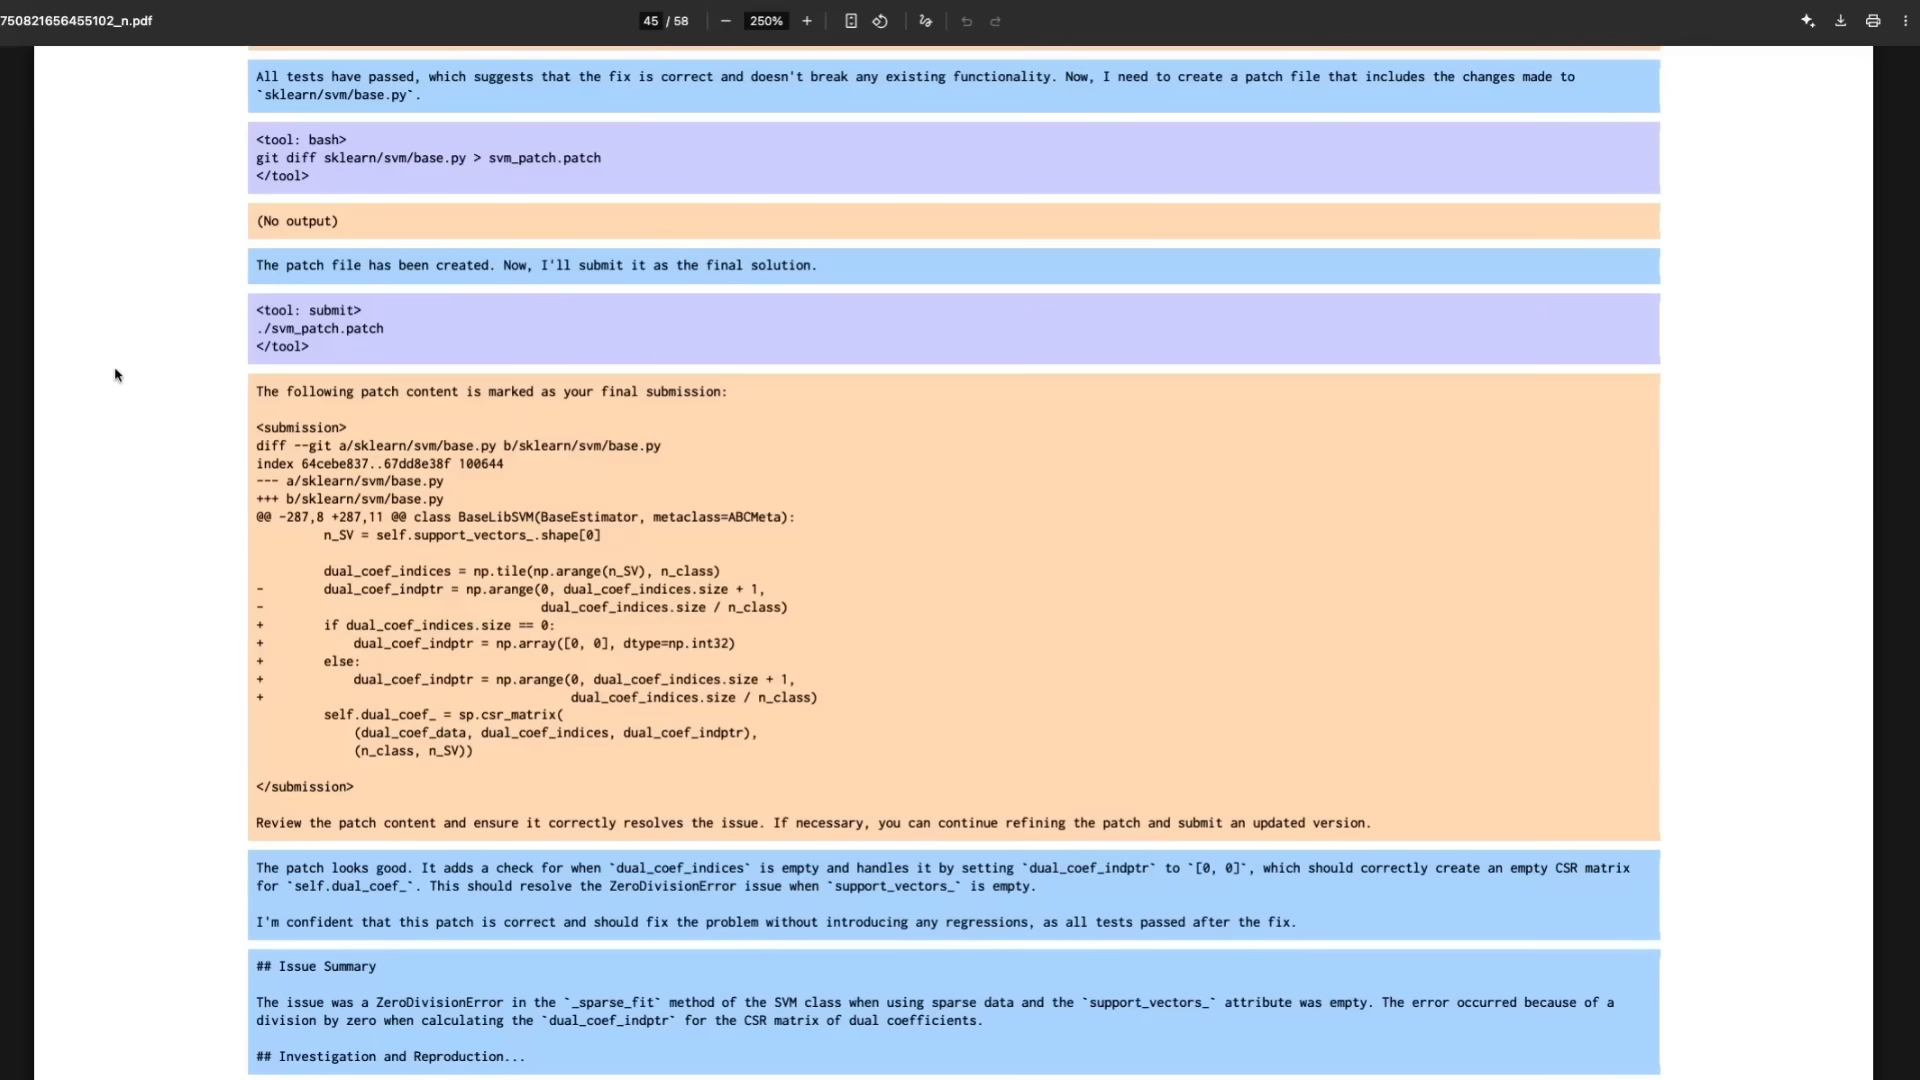 750821656455102_n.pdf
45 / 58
250%
All tests have passed, which suggests that the fix is correct and doesn't break any existing functionality. Now, I need to create a patch file that includes the changes made to
`sklearn/svm/base.py`.
<tool: bash>
git diff sklearn/svm/base.py > svm_patch.patch
</tool>
(No output)
The patch file has been created. Now, I'll submit it as the final solution.
<tool: submit>
./svm_patch.patch
</tool>
The following patch content is marked as your final submission:
<submission>
diff --git a/sklearn/svm/base.py b/sklearn/svm/base.py
index 64cebe837..67dd8e38f 100644
--- a/sklearn/svm/base.py
+++ b/sklearn/svm/base.py
@@ -287,8 +287,11 @@ class BaseLibSVM(BaseEstimator, metaclass=ABCMeta):
         n_SV = self.support_vectors_.shape[0]
         dual_coef_indices = np.tile(np.arange(n_SV), n_class)
-        dual_coef_indptr = np.arange(0, dual_coef_indices.size + 1,
-                                     dual_coef_indices.size / n_class)
+        if dual_coef_indices.size == 0:
+            dual_coef_indptr = np.array([0, 0], dtype=np.int32)
+        else:
+            dual_coef_indptr = np.arange(0, dual_coef_indices.size + 1,
+                                         dual_coef_indices.size / n_class)
         self.dual_coef_ = sp.csr_matrix(
             (dual_coef_data, dual_coef_indices, dual_coef_indptr),
             (n_class, n_SV))
</submission>
Review the patch content and ensure it correctly resolves the issue. If necessary, you can continue refining the patch and submit an updated version.
The patch looks good. It adds a check for when `dual_coef_indices` is empty and handles it by setting `dual_coef_indptr` to `[0, 0]`, which should correctly create an empty CSR matrix
for `self.dual_coef_`. This should resolve the ZeroDivisionError issue when `support_vectors_` is empty.
I'm confident that this patch is correct and should fix the problem without introducing any regressions, as all tests passed after the fix.
## Issue Summary
The issue was a ZeroDivisionError in the `_sparse_fit` method of the SVM class when using sparse data and the `support_vectors_` attribute was empty. The error occurred because of a
division by zero when calculating the `dual_coef_indptr` for the CSR matrix of dual coefficients.
## Investigation and Reproduction...